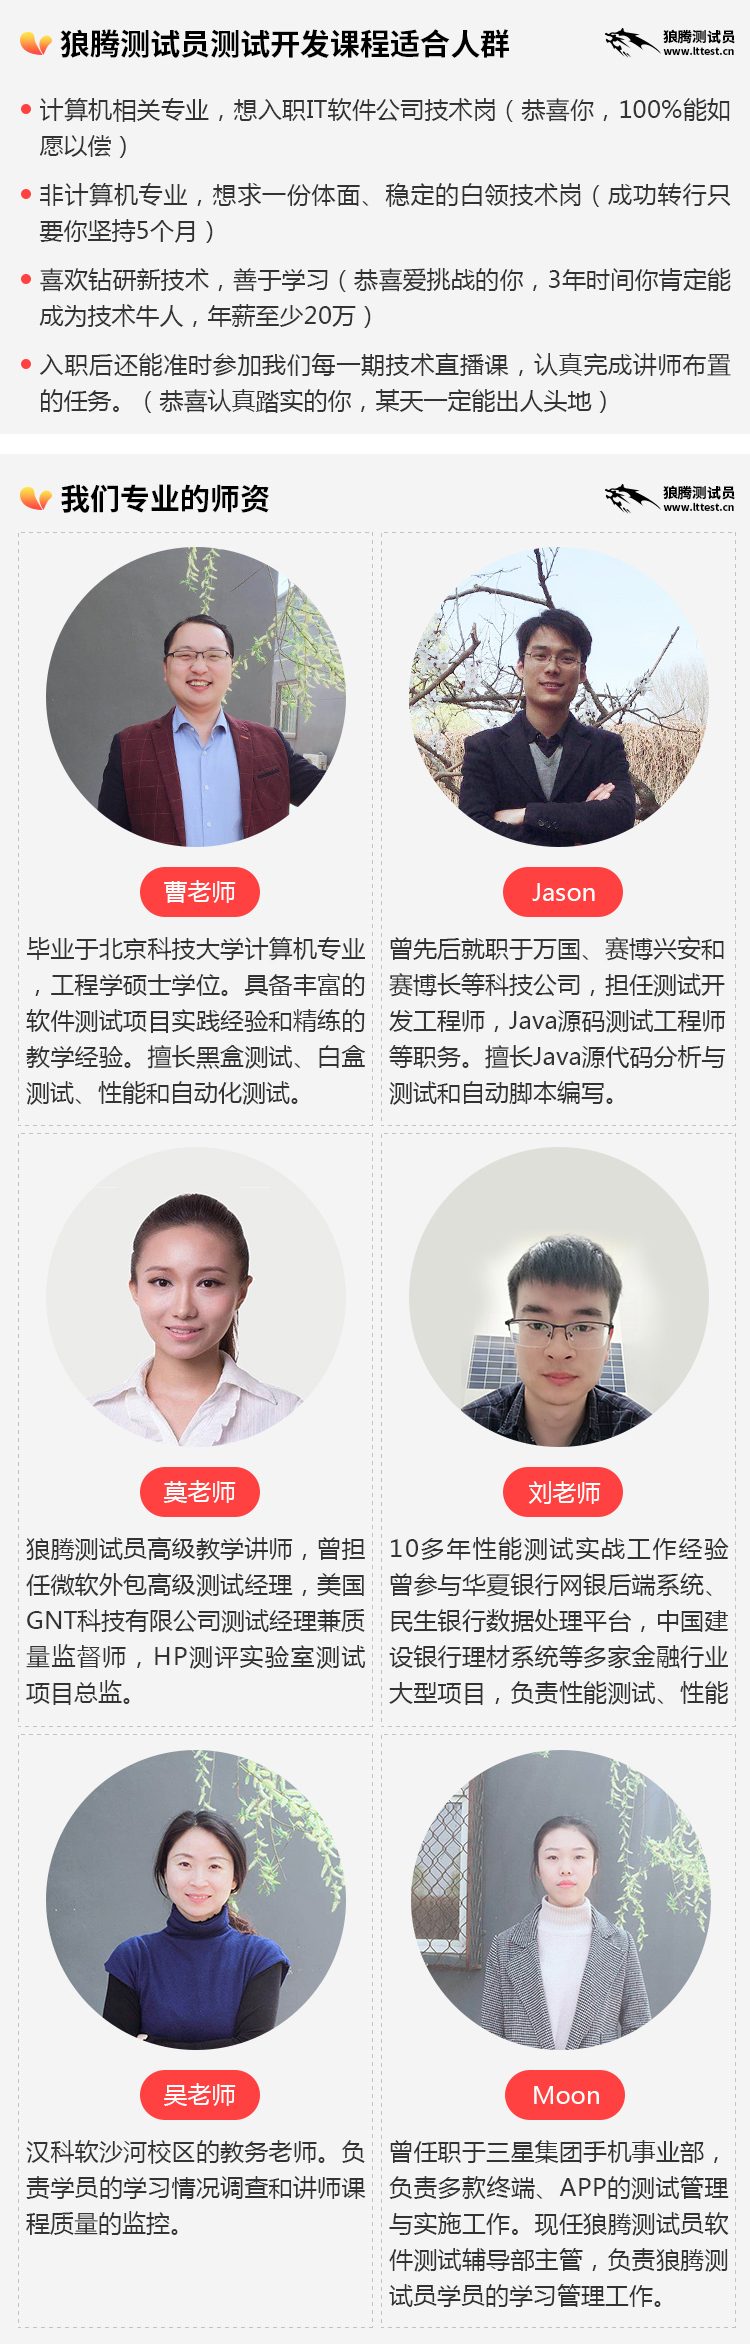 狼腾测试员测试开发课程适合人群
狼腾测试员
www.lttest.cn
计算机相关专业，想入职IT软件公司技术岗（恭喜你，100%能如
愿以偿）
非计算机专业，想求一份体面、稳定的白领技术岗（成功转行只
要你坚持5个月）
喜欢钻研新技术，善于学习（恭喜爱挑战的你，3年时间你肯定能
成为技术牛人，年薪至少20万）
入职后还能准时参加我们每一期技术直播课，认真完成讲师布置
的任务。（恭喜认真踏实的你，某天一定能出人头地）
我们专业的师资
狼腾测试员
www.lttest.cn
曹老师
毕业于北京科技大学计算机专业
，工程学硕士学位。具备丰富的
软件测试项目实践经验和精练的
教学经验。擅长黑盒测试、白盒
测试、性能和自动化测试。
Jason
曾先后就职于万国、赛博兴安和
赛博长等科技公司，担任测试开
发工程师，Java源码测试工程师
等职务。擅长Java源代码分析与
测试和自动脚本编写。
莫老师
狼腾测试员高级教学讲师，曾担
任微软外包高级测试经理，美国
GNT科技有限公司测试经理兼质
量监督师，HP测评实验室测试
项目总监。
刘老师
10多年性能测试实战工作经验
曾参与华夏银行网银后端系统、
民生银行数据处理平台，中国建
设银行理材系统等多家金融行业
大型项目，负责性能测试、性能
吴老师
汉科软沙河校区的教务老师。负
责学员的学习情况调查和讲师课
程质量的监控。
Moon
曾任职于三星集团手机事业部，
负责多款终端、APP的测试管理
与实施工作。现任狼腾测试员软
件测试辅导部主管，负责狼腾测
试员学员的学习管理工作。